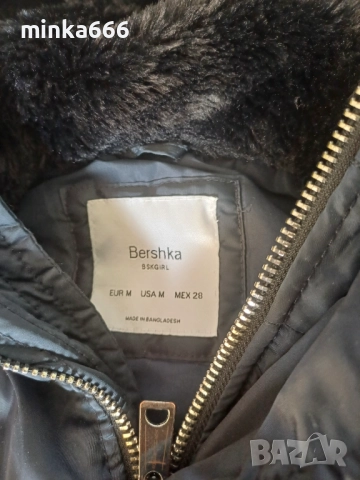 minka666
Bershka
BSKGIRL
EUR M USA M MEX 28
MADE IN BANGLADESH
BAZAR